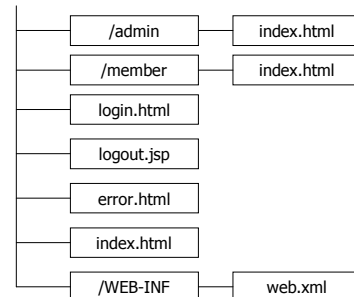 /admin index.html
/member index.html
login.html
logout.jsp
error.html
index.html
/WEB-INF web.xml